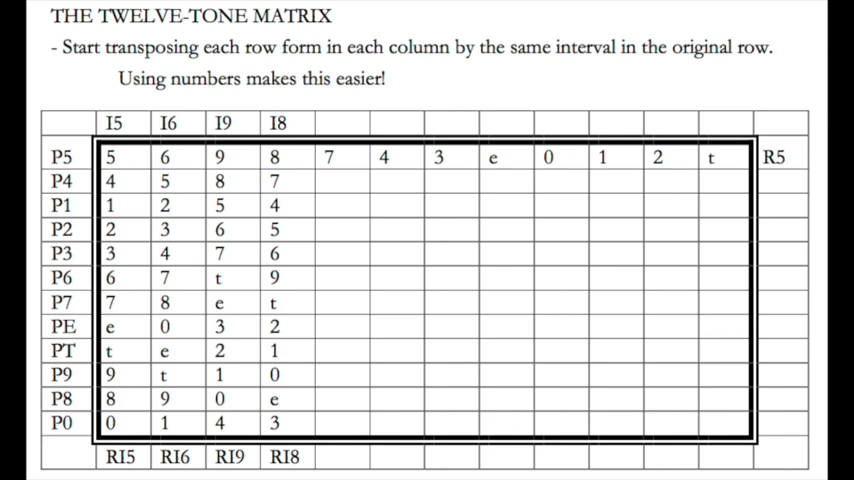 THE TWELVE-TONE MATRIX
- Start transposing each row form in each column by the same interval in the original row.
Using numbers makes this easier!
I5 I6 I9 I8
P5 5 6 9 8 7 4 3 e 0 1 2 t R5
P4 4 5 8 7
P1 1 2 5 4
P2 2 3 6 5
P3 3 4 7 6
P6 6 7 t 9
P7 7 8 e t
PE e 0 3 2
PT t e 2 1
P9 9 t 1 0
P8 8 9 0 e
P0 0 1 4 3
RI5 RI6 RI9 RI8